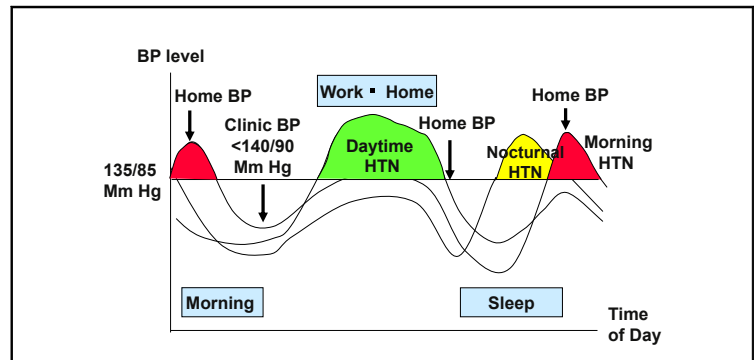 BP level
Work ▪ Home
Home BP
Home BP
Clinic BP
<140/90
Mm Hg
Home BP
Daytime
HTN
Nocturnal
HTN
Morning
HTN
135/85
Mm Hg
Morning
Sleep
Time
of Day